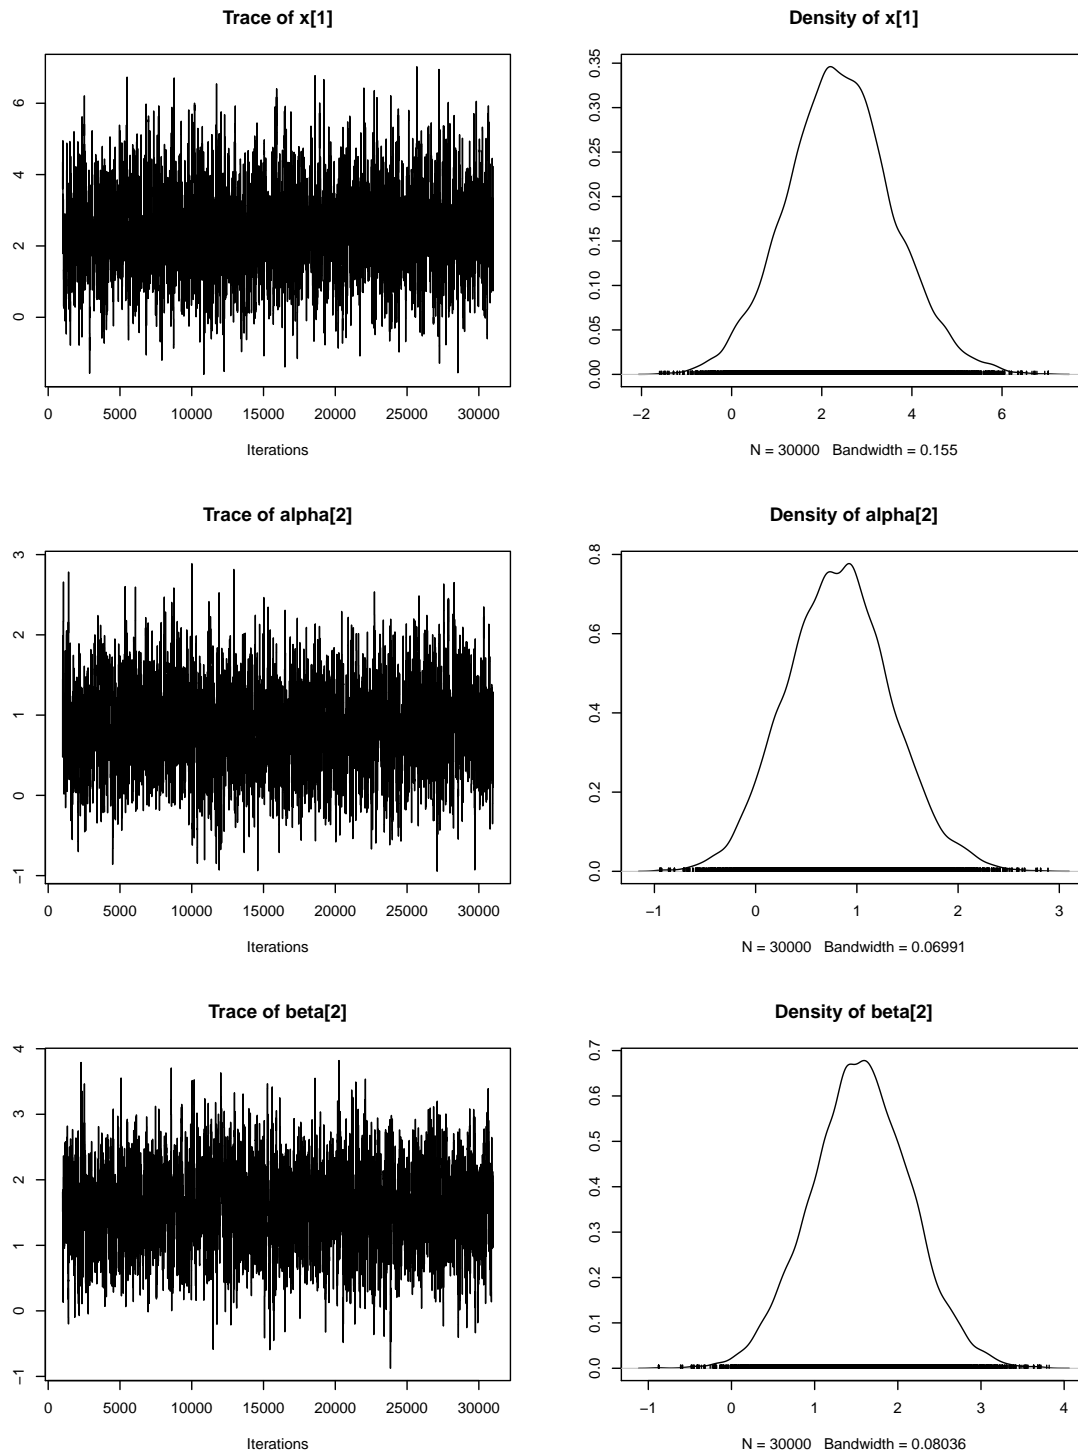 Trace of x[1]
0 2 4 6
0 5000 10000 15000 20000 25000 30000
Iterations
Density of x[1]
0.00 0.05 0.10 0.15 0.20 0.25 0.30 0.35
−2 0 2 4 6
N = 30000 Bandwidth = 0.155
Trace of alpha[2]
−1 0 1 2 3
0 5000 10000 15000 20000 25000 30000
Iterations
Density of alpha[2]
0.0 0.2 0.4 0.6 0.8
−1 0 1 2 3
N = 30000 Bandwidth = 0.06991
Trace of beta[2]
−1 0 1 2 3 4
0 5000 10000 15000 20000 25000 30000
Iterations
Density of beta[2]
0.0 0.1 0.2 0.3 0.4 0.5 0.6 0.7
−1 0 1 2 3 4
N = 30000 Bandwidth = 0.08036